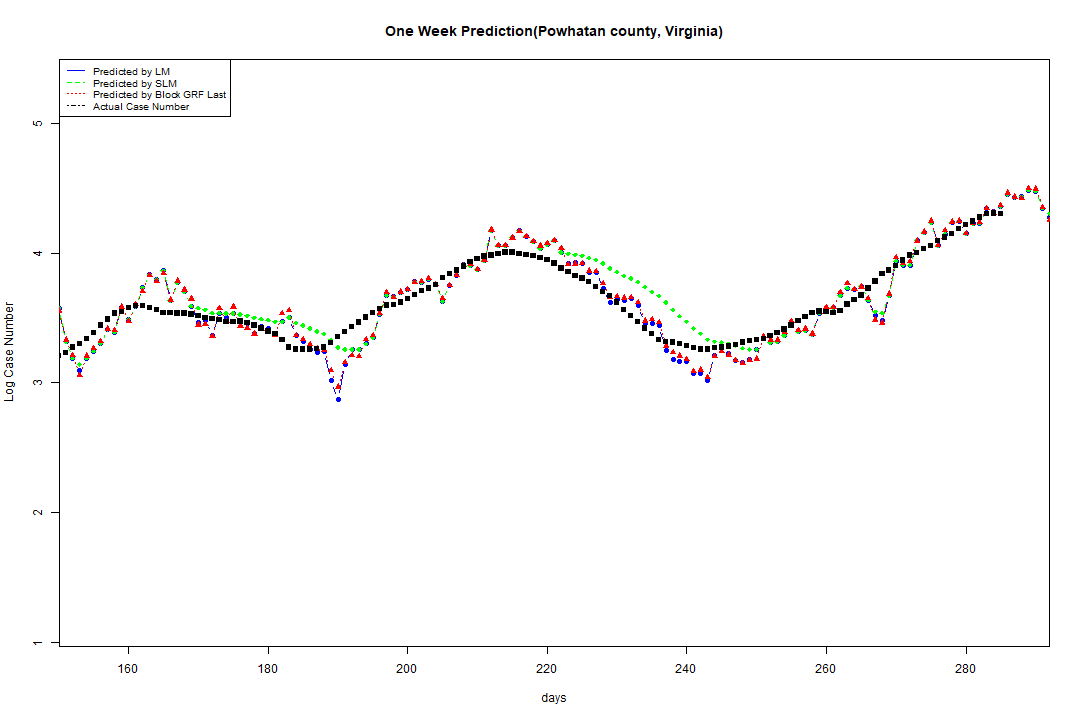 One Week Prediction(Powhatan county, Virginia)
Predicted by LM
Predicted by SLM
Predicted by Block GRF Last
Actual Case Number
Log Case Number
5
4
3
2
1
160 180 200 220 240 260 280
days